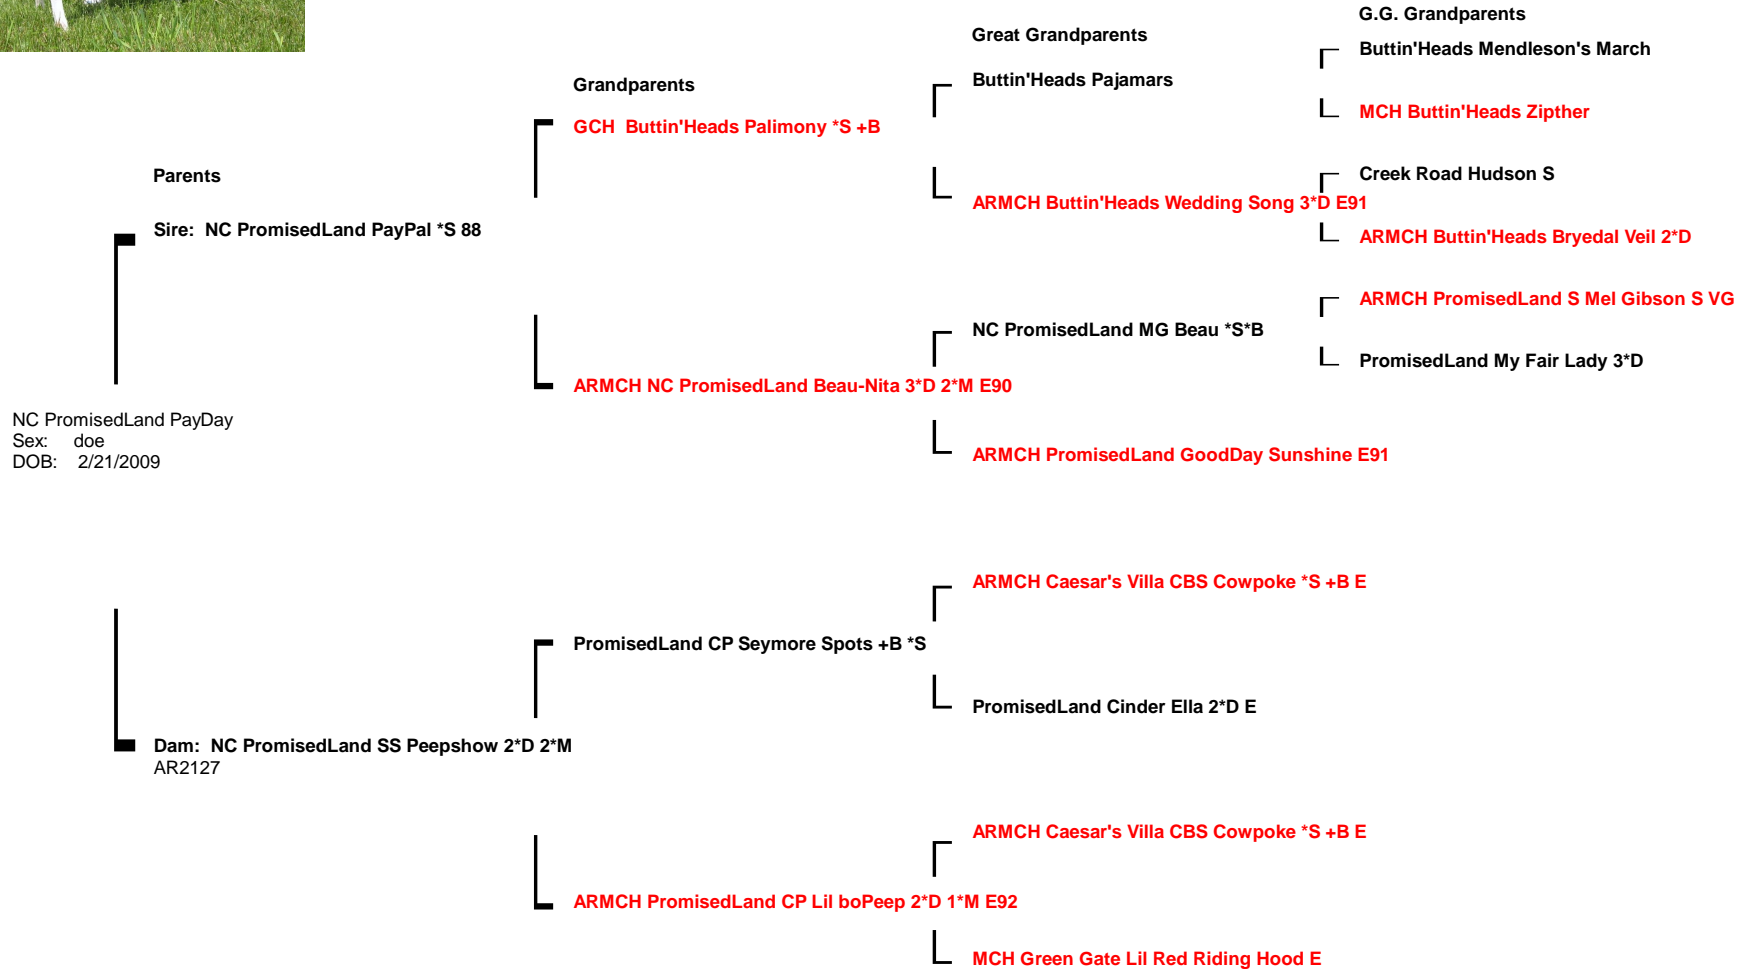 G.G. Grandparents
Great Grandparents
Buttin'Heads Mendleson's March
Grandparents
Buttin'Heads Pajamars
MCH Buttin'Heads Zipther
GCH  Buttin'Heads Palimony *S +B
Parents
Creek Road Hudson S
ARMCH Buttin'Heads Wedding Song 3*D E91
Sire:  NC PromisedLand PayPal *S 88
ARMCH Buttin'Heads Bryedal Veil 2*D
ARMCH PromisedLand S Mel Gibson S VG
NC PromisedLand MG Beau *S*B
PromisedLand My Fair Lady 3*D
ARMCH NC PromisedLand Beau-Nita 3*D 2*M E90
NC PromisedLand PayDay
Sex:    doe
DOB:   2/21/2009
ARMCH PromisedLand GoodDay Sunshine E91
ARMCH Caesar's Villa CBS Cowpoke *S +B E
PromisedLand CP Seymore Spots +B *S
PromisedLand Cinder Ella 2*D E
Dam:  NC PromisedLand SS Peepshow 2*D 2*M
AR2127
ARMCH Caesar's Villa CBS Cowpoke *S +B E
ARMCH PromisedLand CP Lil boPeep 2*D 1*M E92
MCH Green Gate Lil Red Riding Hood E